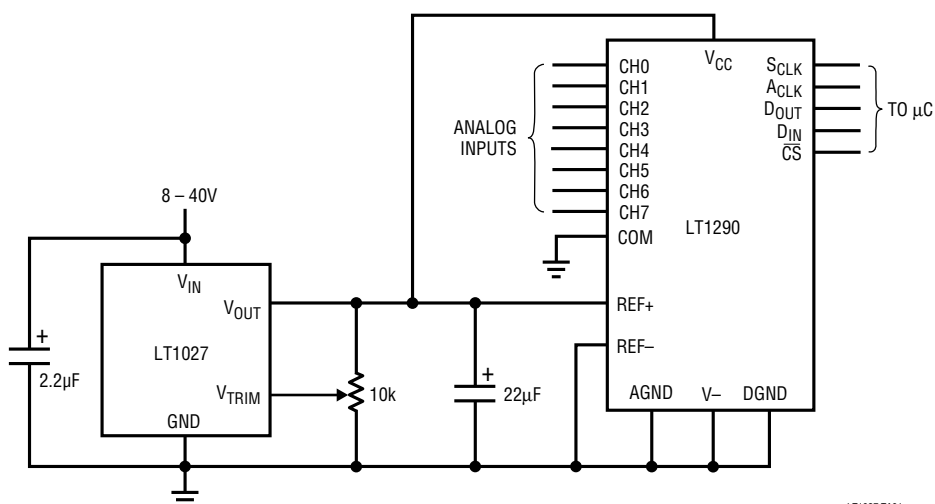 8 – 40V
V_IN
V_OUT
LT1027
V_TRIM
GND
+
2.2µF
10k
+
22µF
ANALOG
INPUTS
CH0
CH1
CH2
CH3
CH4
CH5
CH6
CH7
COM
REF+
REF–
V_CC
LT1290
AGND
V–
DGND
S_CLK
A_CLK
D_OUT
D_IN
C̅S̅
TO µC